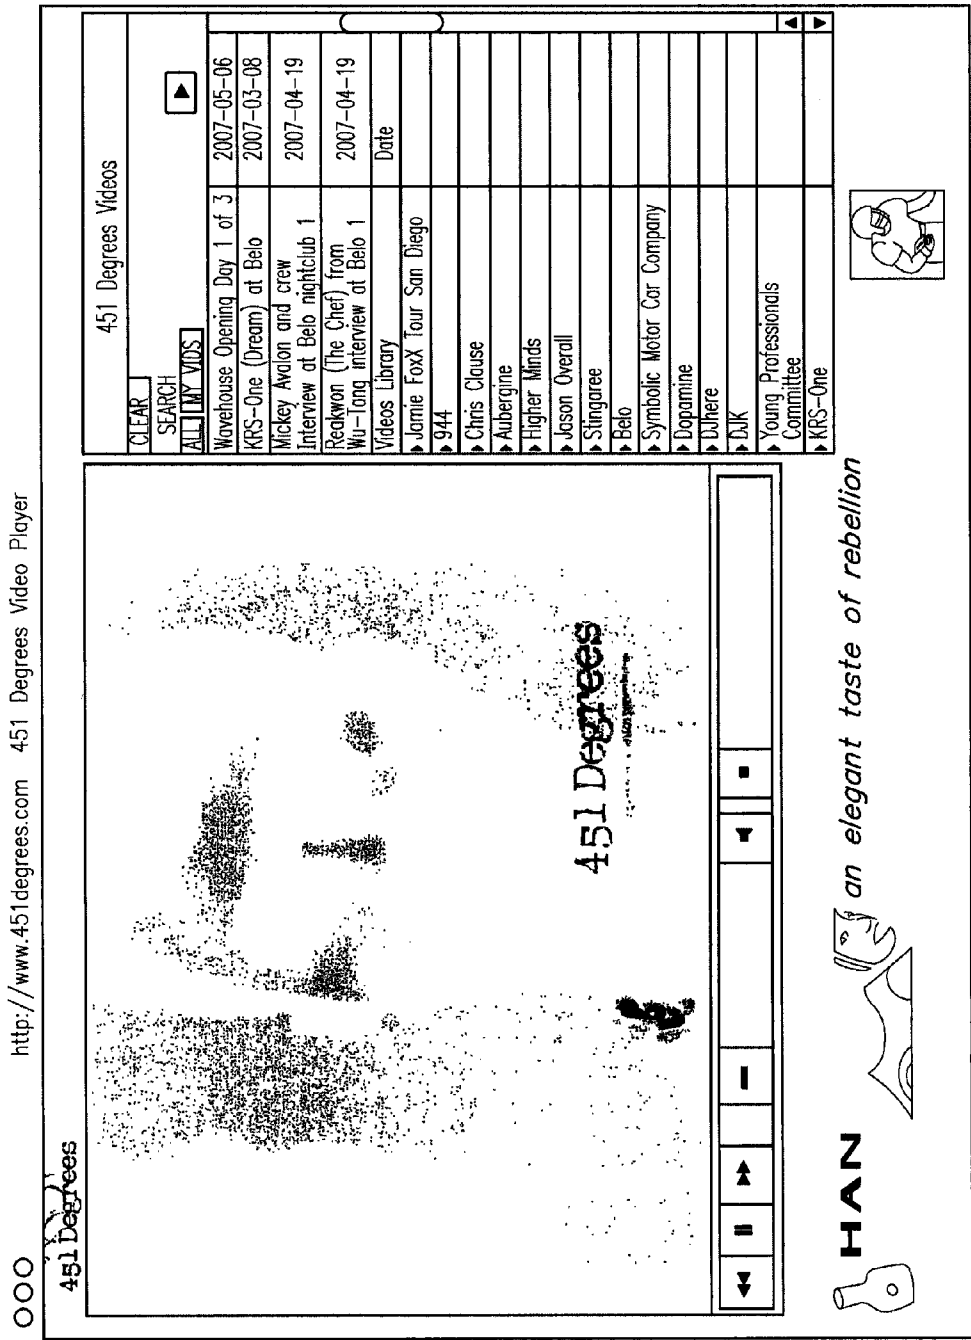 http://www.451degrees.com 451 Degrees Video Player
451 Degrees
451 Degrees
451 Degrees Videos
CLEAR
SEARCH
ALL MY VIDS
Wavehouse Opening Day 1 of 3 2007-05-06
KRS-One (Dream) at Belo 2007-03-08
Mickey Avalon and crew
Interview at Belo nightclub 1 2007-04-19
Reakwon (The Chef) from
Wu-Tang interview at Belo 1 2007-04-19
Videos Library Date
Jamie FoxX Tour San Diego
944
Chris Clause
Aubergine
Higher Minds
Jason Overall
Stingaree
Belo
Symbolic Motor Car Company
Dopamine
DJhere
DJK
Young Professionals
Committee
KRS-One
HAN an elegant taste of rebellion